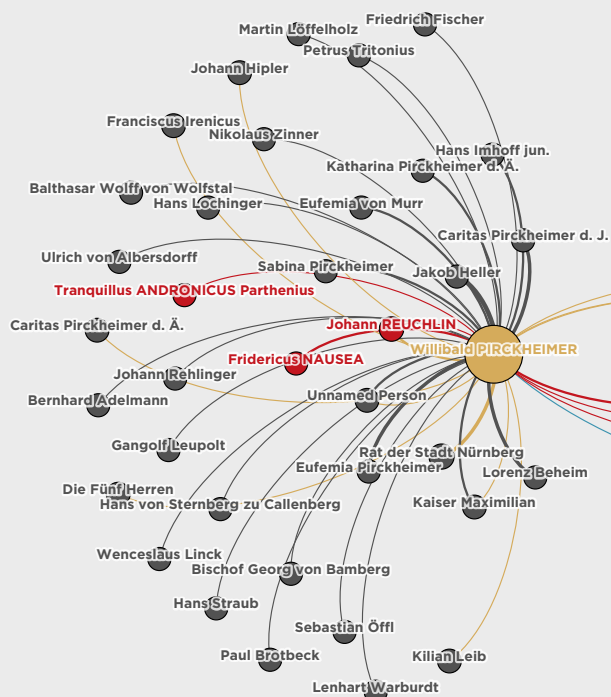 Friedrich Fischer
Martin Löffelholz
Petrus Tritonius
Johann Hipler
Franciscus Irenicus
Nikolaus Zinner
Hans Imhoff jun.
Katharina Pirckheimer d. Ä.
Balthasar Wolff von Wolfstal
Hans Lochinger
Eufemia von Murr
Caritas Pirckheimer d. J.
Ulrich von Albersdorff
Sabina Pirckheimer
Jakob Heller
Tranquillus ANDRONICUS Parthenius
Caritas Pirckheimer d. Ä.
Johann REUCHLIN
Willibald PIRCKHEIMER
Fridericus NAUSEA
Johann Rehlinger
Unnamed Person
Bernhard Adelmann
Gangolf Leupolt
Rat der Stadt Nürnberg
Eufemia Pirckheimer
Lorenz Beheim
Die Fünf Herren
Hans von Sternberg zu Callenberg
Kaiser Maximilian
Wenceslaus Linck
Bischof Georg von Bamberg
Hans Straub
Sebastian Öffl
Paul Brotbeck
Kilian Leib
Lenhart Warburdt